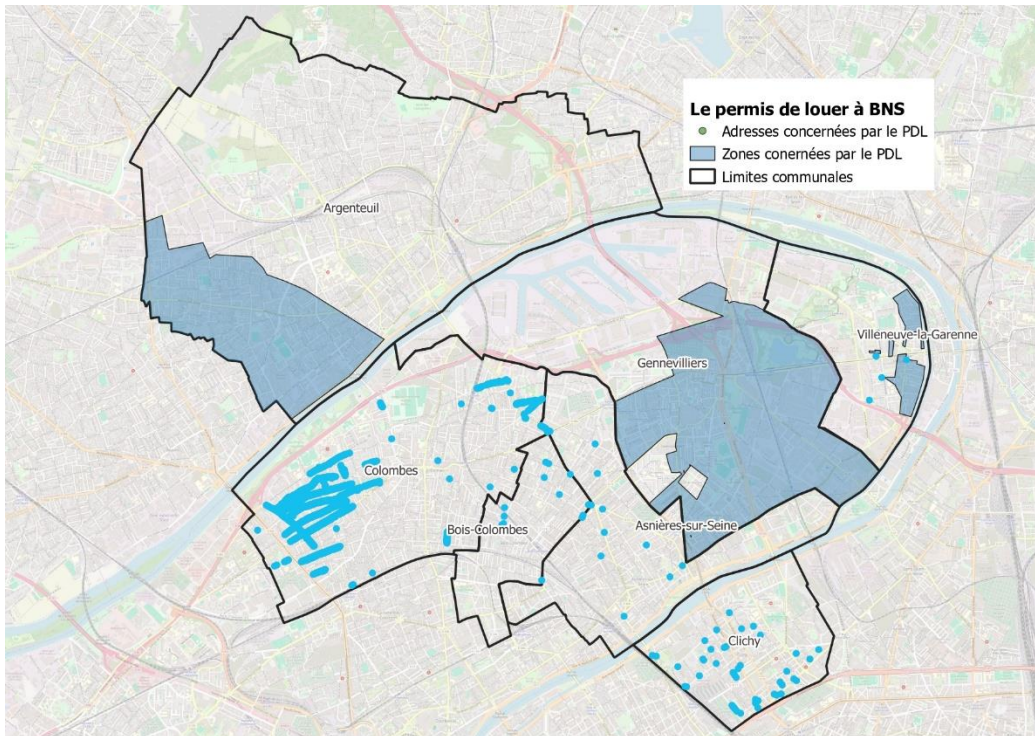 Le permis de louer à BNS
Adresses concernées par le PDL
Zones conernées par le PDL
Limites communales
Argenteuil
Villeneuve-la-Garenne
Gennevilliers
Colombes
Bois-Colombes
Asnières-sur-Seine
Clichy